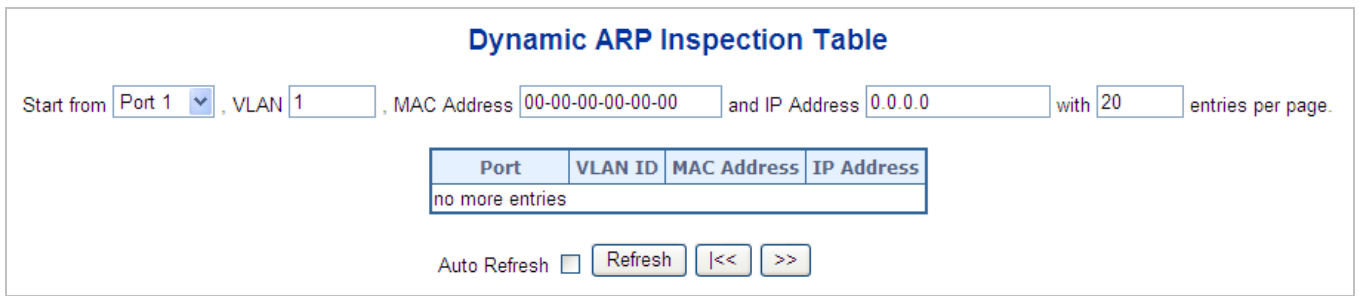 Dynamic ARP Inspection Table
Start from Port 1 , VLAN 1 , MAC Address 00-00-00-00-00-00 and IP Address 0.0.0.0 with 20 entries per page.
Port VLAN ID MAC Address IP Address
no more entries
Auto Refresh Refresh |<< >>